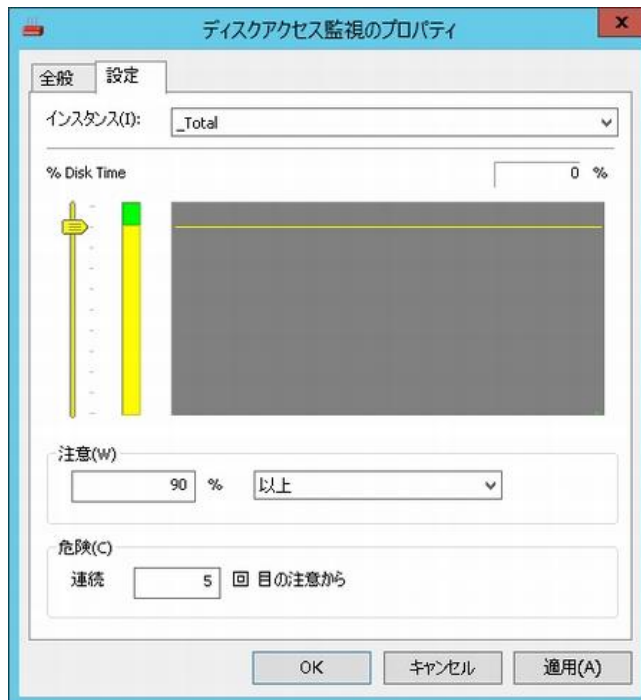 ディスクアクセス監視のプロパティ
x
全般 設定
インスタンス(I): _Total
% Disk Time 0 %
注意(W)
90 % 以上
危険(C)
連続 5 回 目の注意から
OK キャンセル 適用(A)